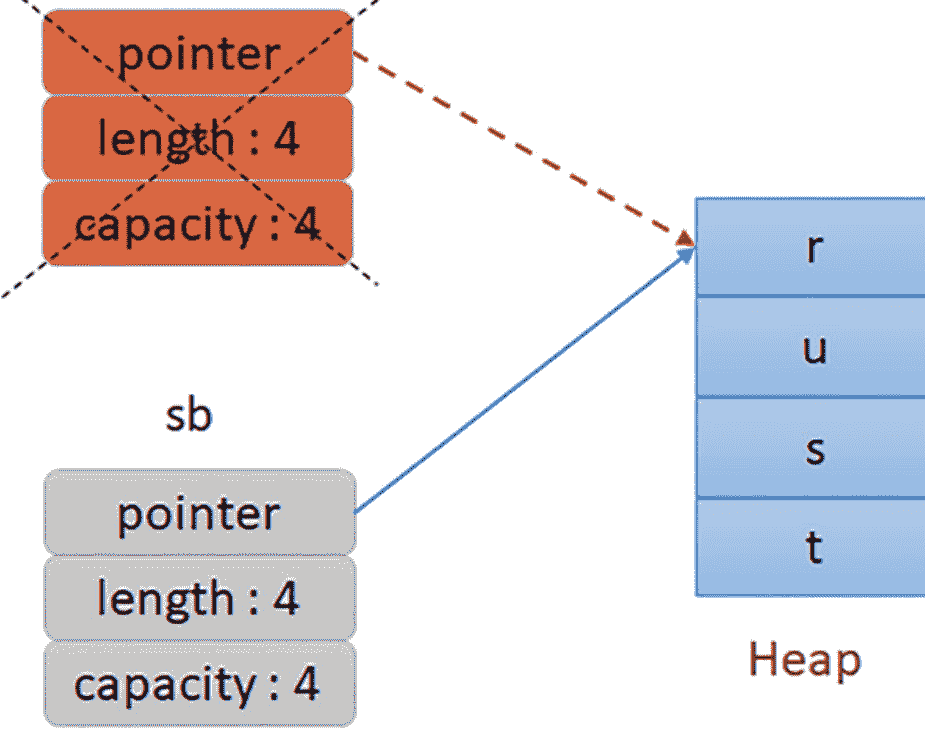 pointer
length : 4
capacity : 4
r
u
s
t
sb
pointer
length : 4
capacity : 4
Heap